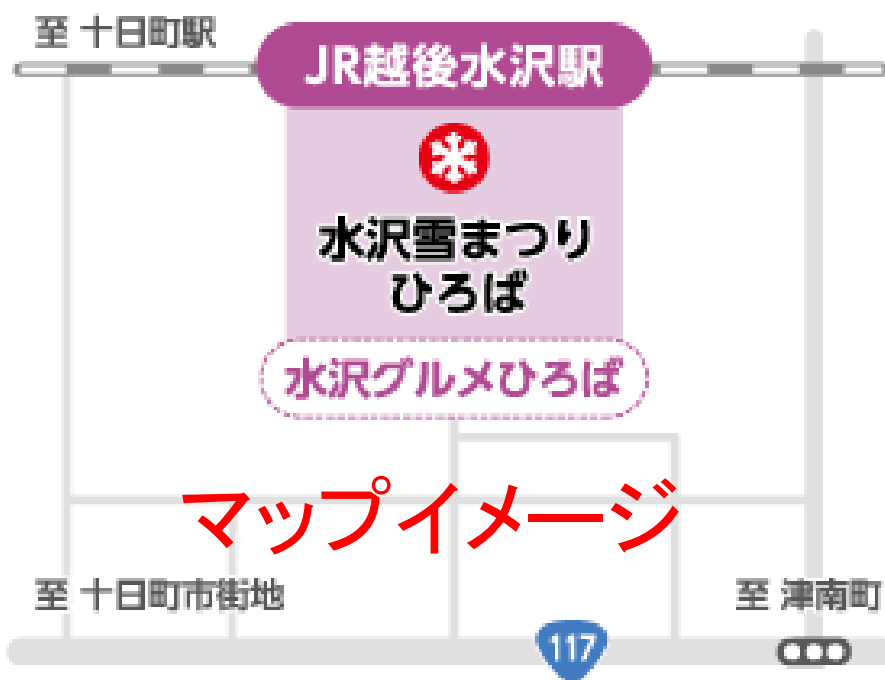 至 十日町駅
JR越後水沢駅
水沢雪まつり
ひろば
水沢グルメひろば
マップイメージ
至 十日町市街地
至 津南町
117